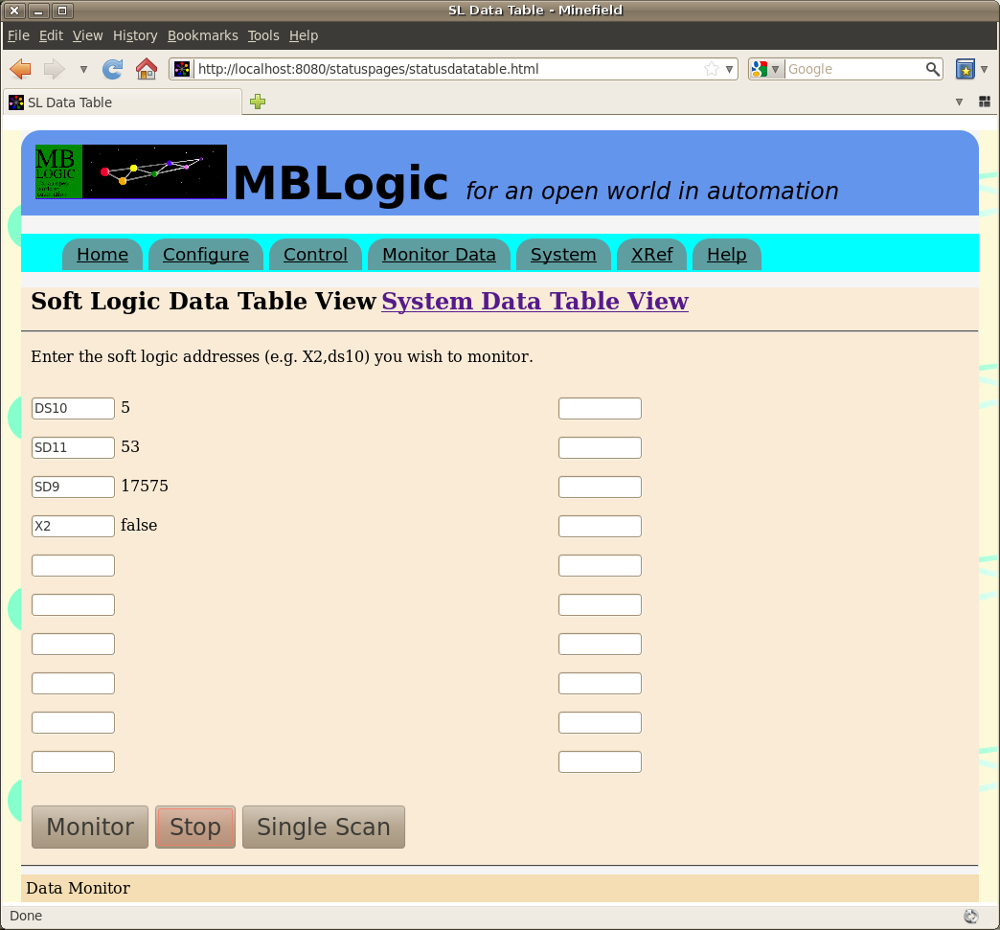 SL Data Table - Minefield
File Edit View History Bookmarks Tools Help
http://localhost:8080/statuspages/statusdatatable.html Google
SL Data Table
MB
LOGIC
MBLogic for an open world in automation
Home Configure Control Monitor Data System XRef Help
Soft Logic Data Table View System Data Table View
Enter the soft logic addresses (e.g. X2,ds10) you wish to monitor.
DS10 5
SD11 53
SD9 17575
X2 false
Monitor Stop Single Scan
Data Monitor
Done